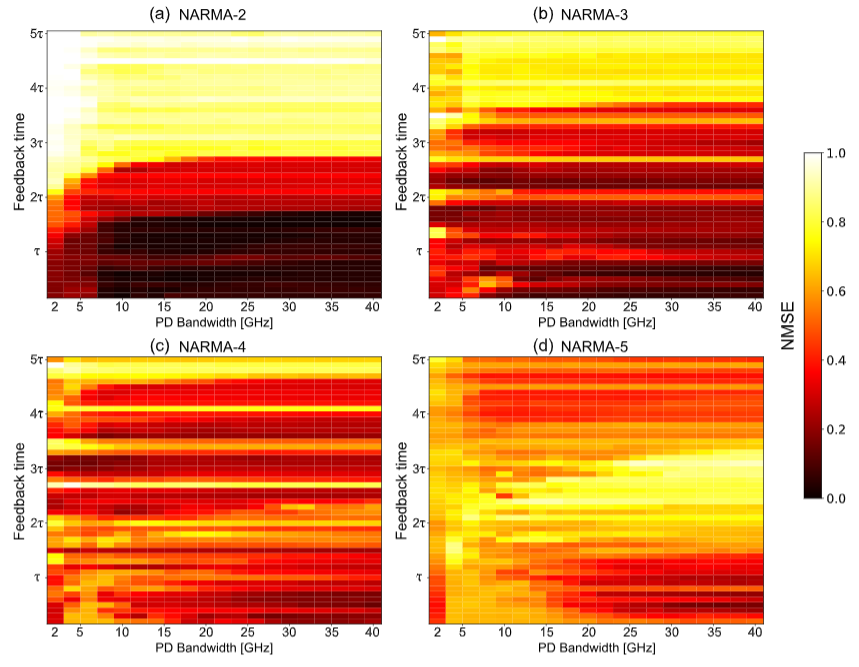 (a) NARMA-2
5τ
4τ
3τ
2τ
τ
Feedback time
2 5 10 15 20 25 30 35 40
PD Bandwidth [GHz]
(b) NARMA-3
5τ
4τ
3τ
2τ
τ
Feedback time
2 5 10 15 20 25 30 35 40
PD Bandwidth [GHz]
(c) NARMA-4
5τ
4τ
3τ
2τ
τ
Feedback time
2 5 10 15 20 25 30 35 40
PD Bandwidth [GHz]
(d) NARMA-5
5τ
4τ
3τ
2τ
τ
Feedback time
2 5 10 15 20 25 30 35 40
PD Bandwidth [GHz]
1.0
0.8
0.6
0.4
0.2
0.0
NMSE